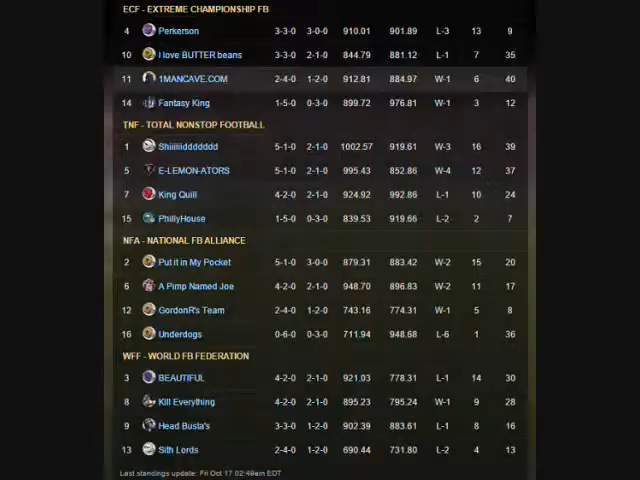 ECF - EXTREME CHAMPIONSHIP FB
4 Perkerson 3-3-0 3-0-0 910.01 901.89 L-3 13 9
10 I love BUTTER beans 3-3-0 2-1-0 844.79 881.12 L-1 7 35
11 1MANCAVE.COM 2-4-0 1-2-0 912.81 884.97 W-1 6 40
14 Fantasy King 1-5-0 0-3-0 899.72 976.81 W-1 3 12
TNF - TOTAL NONSTOP FOOTBALL
1 Shiiiiiddddddd 5-1-0 2-1-0 1002.57 919.61 W-3 16 39
5 E-LEMON-ATORS 5-1-0 2-1-0 995.43 852.86 W-4 12 37
7 King Quill 4-2-0 2-1-0 924.92 992.86 L-1 10 24
15 PhillyHouse 1-5-0 0-3-0 839.53 919.66 L-2 2 7
NFA - NATIONAL FB ALLIANCE
2 Put it in My Pocket 5-1-0 3-0-0 879.31 883.42 W-2 15 20
6 A Pimp Named Joe 4-2-0 2-1-0 948.70 896.83 W-2 11 17
12 GordonR's Team 2-4-0 1-2-0 743.16 774.31 W-1 5 8
16 Underdogs 0-6-0 0-3-0 711.94 948.68 L-6 1 36
WFF - WORLD FB FEDERATION
3 BEAUTIFUL 4-2-0 2-1-0 921.03 778.31 L-1 14 30
8 Kill Everything 4-2-0 2-1-0 895.23 795.24 W-1 9 28
9 Head Busta's 3-3-0 1-2-0 902.39 883.61 L-1 8 16
13 Sith Lords 2-4-0 1-2-0 690.44 731.80 L-2 4 13
Last standings update: Fri Oct 17 02:49am EDT